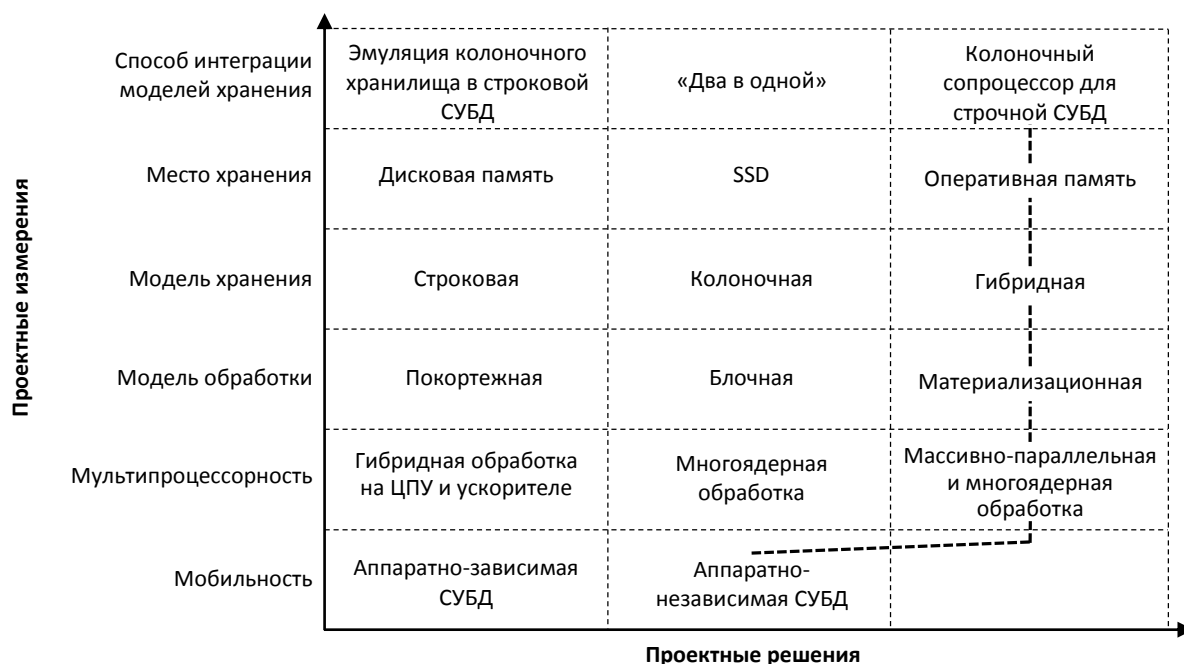 Проектные измерения
Способ интеграции
моделей хранения
Эмуляция колоночного
хранилища в строковой
СУБД
«Два в одной»
Колоночный
сопроцессор для
строчной СУБД
Место хранения
Дисковая память
SSD
Оперативная память
Модель хранения
Строковая
Колоночная
Гибридная
Модель обработки
Покортежная
Блочная
Материализационная
Мультипроцессорность
Гибридная обработка
на ЦПУ и ускорителе
Многоядерная
обработка
Массивно-параллельная
и многоядерная
обработка
Мобильность
Аппаратно-зависимая
СУБД
Аппаратно-
независимая СУБД
Проектные решения